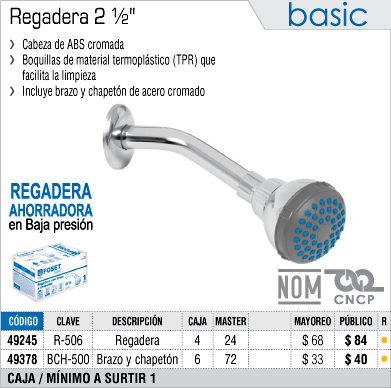 Regadera 2 ½"
basic
› Cabeza de ABS cromada
› Boquillas de material termoplástico (TPR) que
facilita la limpieza
› Incluye brazo y chapetón de acero cromado
REGADERA
AHORRADORA
en Baja presión
FOSET
NOM
CNCP
CÓDIGO CLAVE DESCRIPCIÓN CAJA MASTER MAYOREO PÚBLICO R
49245 R-506 Regadera 4 24 $ 68 $ 84
49378 BCH-500 Brazo y chapetón 6 72 $ 33 $ 40
CAJA / MÍNIMO A SURTIR 1